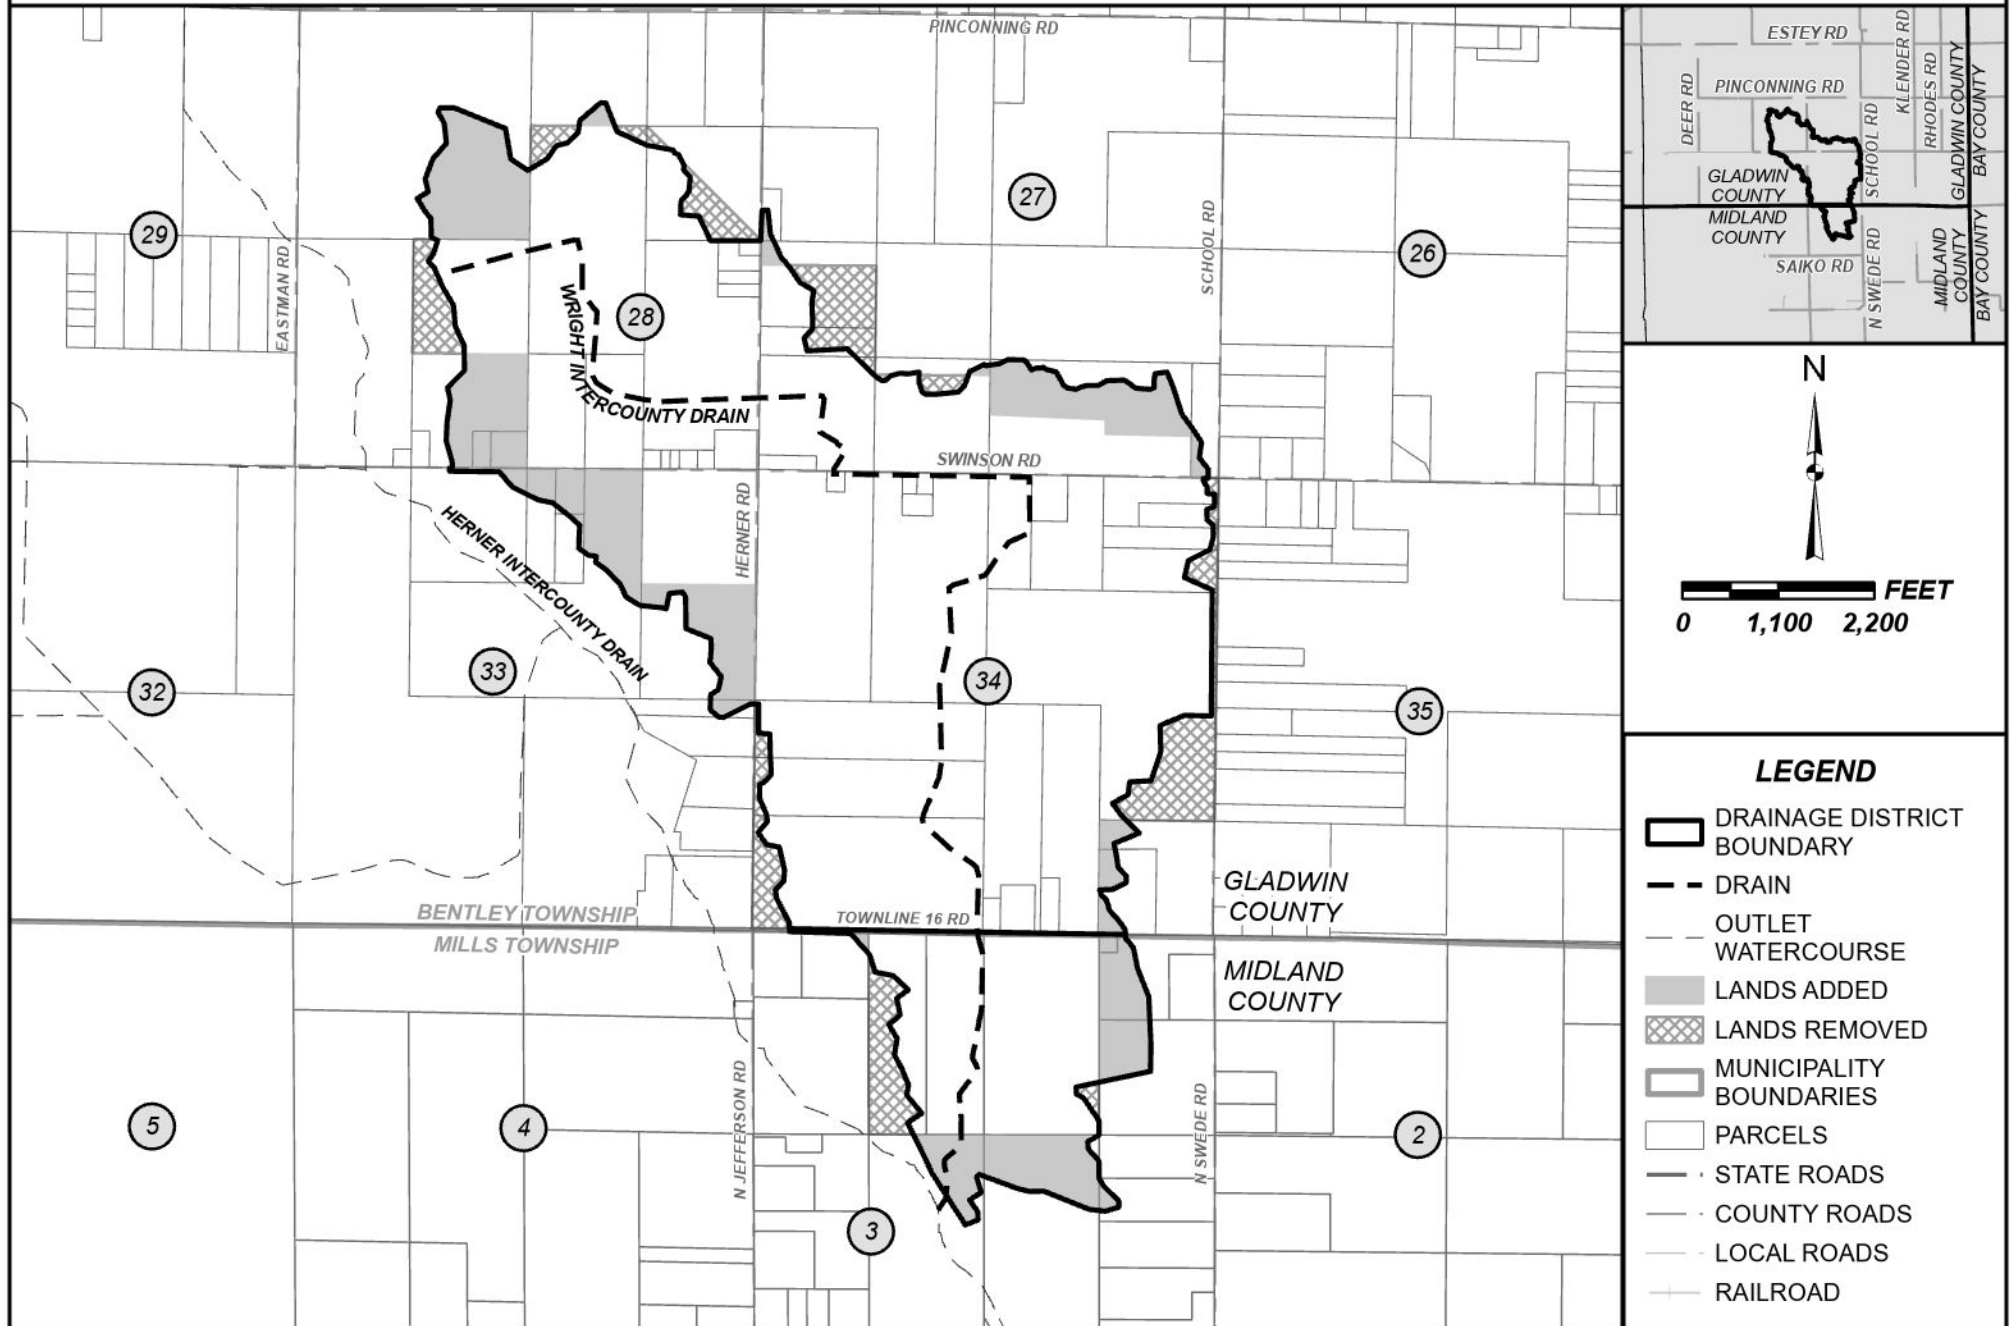 PINCONNING RD
27
29
26
EASTMAN RD
SCHOOL RD
28
WRIGHT INTERCOUNTY DRAIN
SWINSON RD
HERNER RD
HERNER INTERCOUNTY DRAIN
32
33
34
35
GLADWIN
COUNTY
BENTLEY TOWNSHIP
TOWNLINE 16 RD
MILLS TOWNSHIP
MIDLAND
COUNTY
N JEFFERSON RD
N SWEDE RD
5
4
2
3
ESTEY RD
KLENDER RD
PINCONNING RD
DEER RD
RHODES RD
GLADWIN COUNTY
BAY COUNTY
SCHOOL RD
GLADWIN
COUNTY
MIDLAND
COUNTY
SAIKO RD
N SWEDE RD
MIDLAND
COUNTY
BAY COUNTY
N
FEET
0 1,100 2,200
LEGEND
DRAINAGE DISTRICT
BOUNDARY
DRAIN
OUTLET
WATERCOURSE
LANDS ADDED
LANDS REMOVED
MUNICIPALITY
BOUNDARIES
PARCELS
STATE ROADS
COUNTY ROADS
LOCAL ROADS
RAILROAD